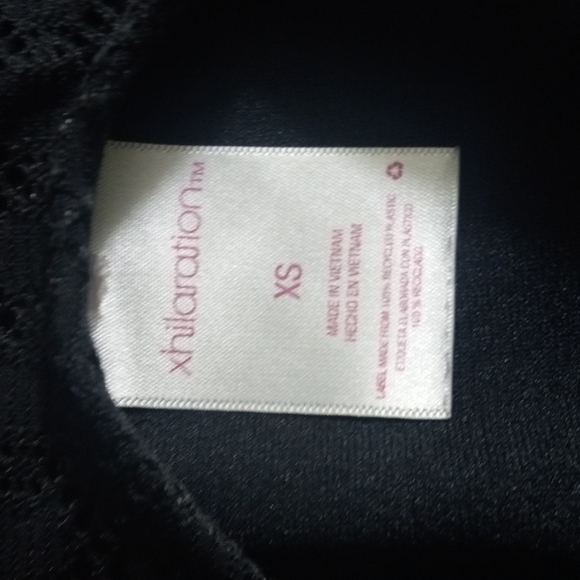 xhilaration™
XS
MADE IN VIETNAM
HECHO EN VIETNAM
LABEL MADE FROM 100% RECYCLED PLASTIC
ETIQUETA ELABORADA CON PLÁSTICO
100 % RECICLADO